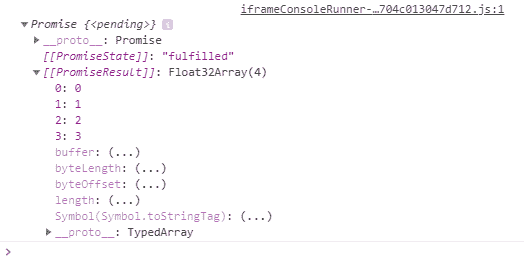 iframeConsoleRunner-…704c013047d712.js:1
▼Promise {<pending>} i
▶__proto__: Promise
[[PromiseState]]: "fulfilled"
▼[[PromiseResult]]: Float32Array(4)
0: 0
1: 1
2: 2
3: 3
buffer: (...)
byteLength: (...)
byteOffset: (...)
length: (...)
Symbol(Symbol.toStringTag): (...)
▶__proto__: TypedArray
>